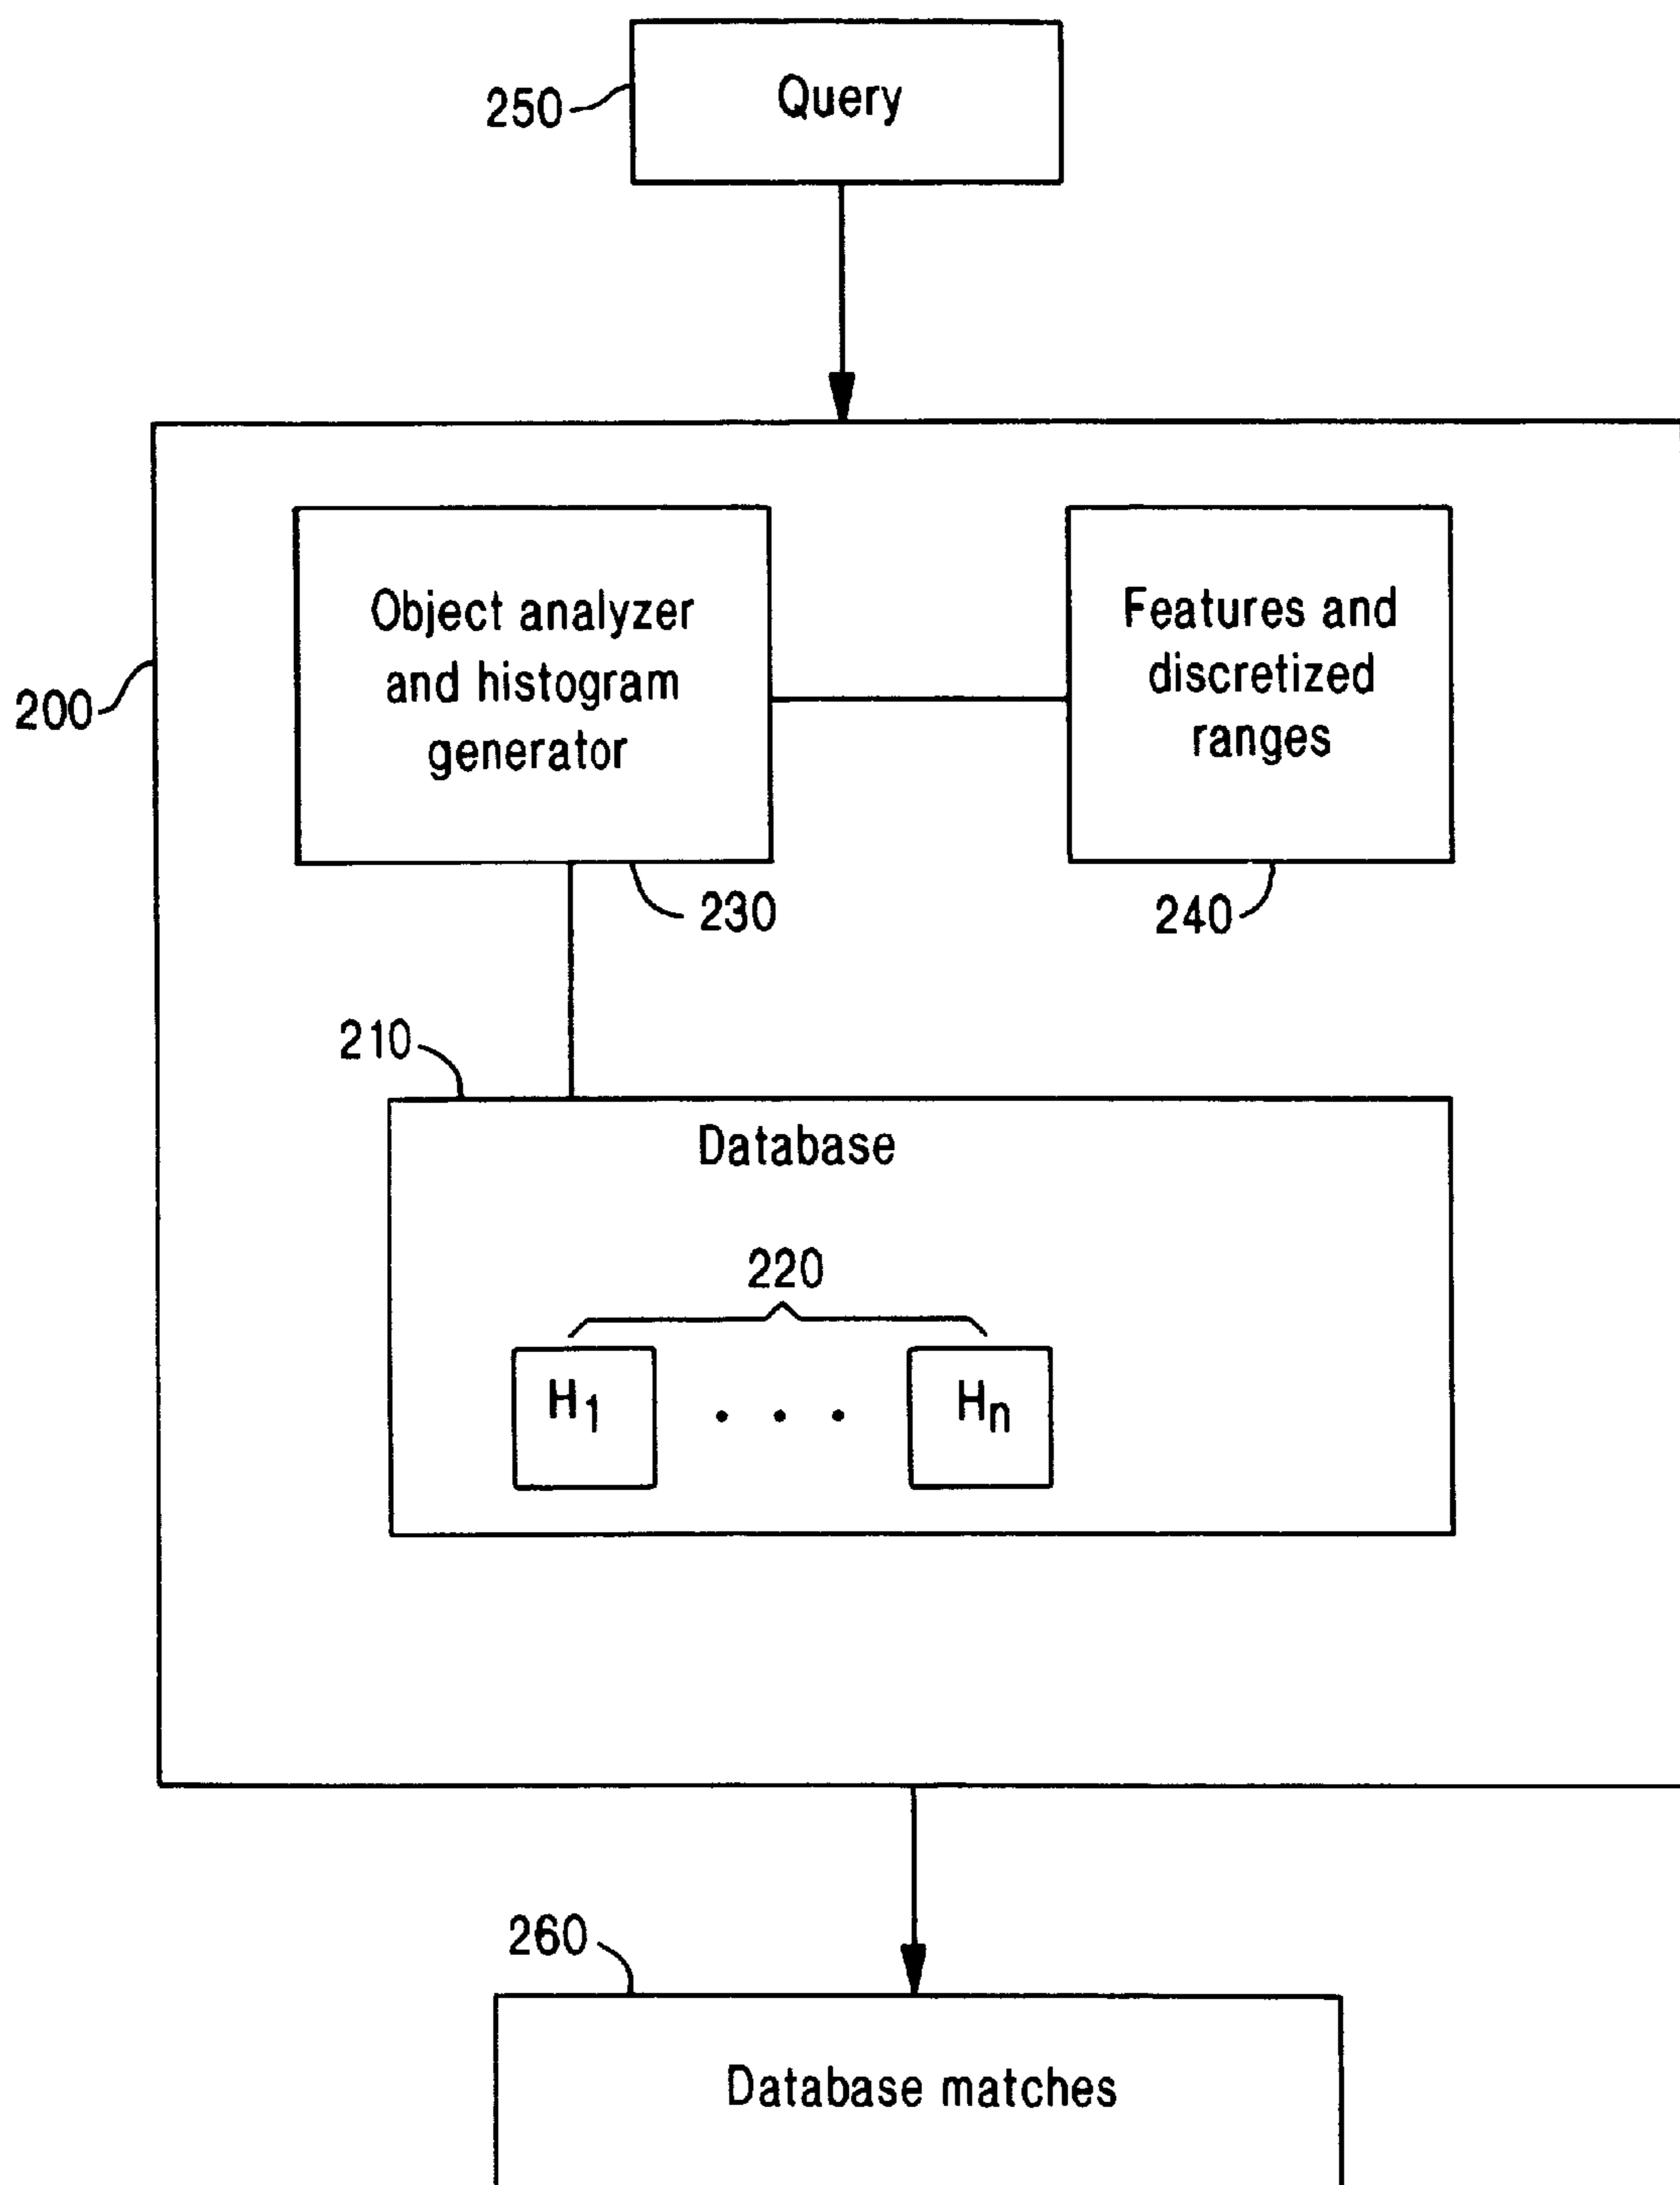 250
Query
200
Object analyzer
and histogram
generator
Features and
discretized
ranges
230
240
210
Database
220
H1 . . . Hn
260
Database matches